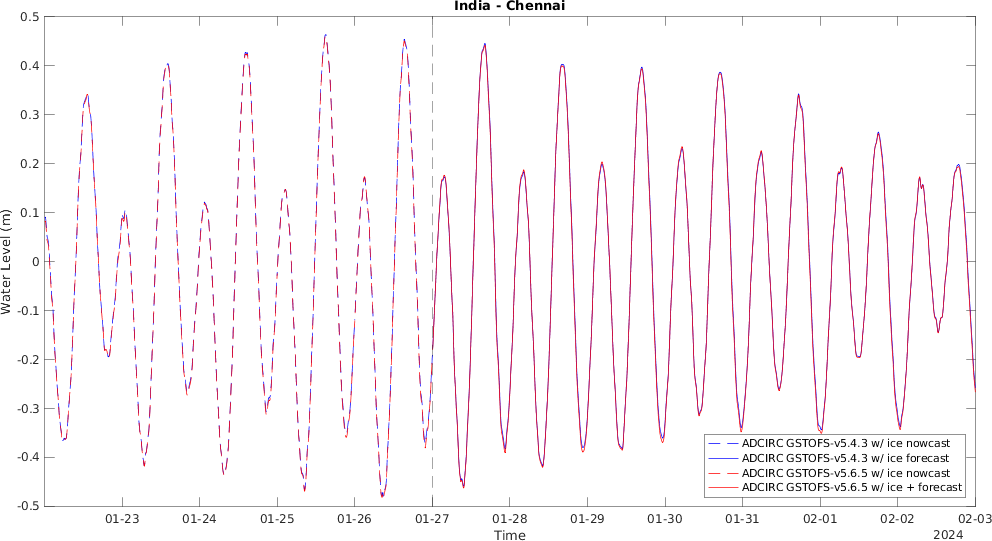 India - Chennai
Water Level (m)
0.5
0.4
0.3
0.2
0.1
0
-0.1
-0.2
-0.3
-0.4
-0.5
ADCIRC GSTOFS-v5.4.3 w/ ice nowcast
ADCIRC GSTOFS-v5.4.3 w/ ice forecast
ADCIRC GSTOFS-v5.6.5 w/ ice nowcast
ADCIRC GSTOFS-v5.6.5 w/ ice + forecast
01-23 01-24 01-25 01-26 01-27 01-28 01-29 01-30 01-31 02-01 02-02 02-03
Time
2024